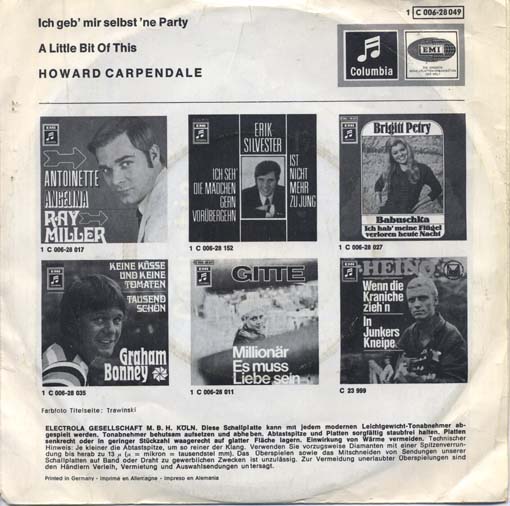 Ich geb' mir selbst 'ne Party
A Little Bit Of This
HOWARD CARPENDALE
1 C 006-28 049
Columbia
EMI
ANTOINETTE
ANGELINA
RAY
MILLER
1 C 006-28 017
ERIK
SILVESTER
ICH SEH'
DIE MÄDCHEN
GERN
VORÜBERGEHN
IST
NICHT
MEHR
ZU JUNG
1 C 006-28 152
Brigitt Petry
Babuschka
Ich hab' meine Flügel
verloren heute Nacht
1 C 006-28 027
KEINE KÜSSE
UND KEINE
TOMATEN
TAUSEND
SCHÖN
Graham
Bonney
1 C 006-28 035
GITTE
Millionär
Es muss
Liebe sein
1 C 006-28 011
HEINO
Wenn die
Kraniche
zieh'n
In
Junkers
Kneipe
C 23 999
Farbfoto Titelseite: Trawinski
ELECTROLA GESELLSCHAFT M. B. H. KÖLN. Diese Schallplatte kann mit jedem modernen Leichtgewicht-Tonabnehmer ab-
gespielt werden. Tonabnehmer behutsam aufsetzen und abheben. Abtastspitze und Platten sorgfältig staubfrei halten. Platten
senkrecht oder in geringer Stückzahl waagerecht auf platter Fläche lagern. Einwirkung von Wärme vermeiden. Technischer
Hinweis: Je kleiner die Abtastspitze, um so reiner der Klang. Verwenden Sie vorzugsweise Diamanten mit einer Spitzenverrun-
dung bis herab zu 13 µ (µ = mikron = tausendstel mm). Das Überspielen sowie das Mitschneiden von Sendungen unserer
Schallplatten auf Band oder Draht zu gewerblichen Zwecken ist unzulässig. Zur Vermeidung unerlaubter Überspielungen sind
den Händlern Verleih, Vermietung und Auswahlsendungen untersagt.
Printed in Germany - Imprimé en Allemagne - Impreso en Alemania